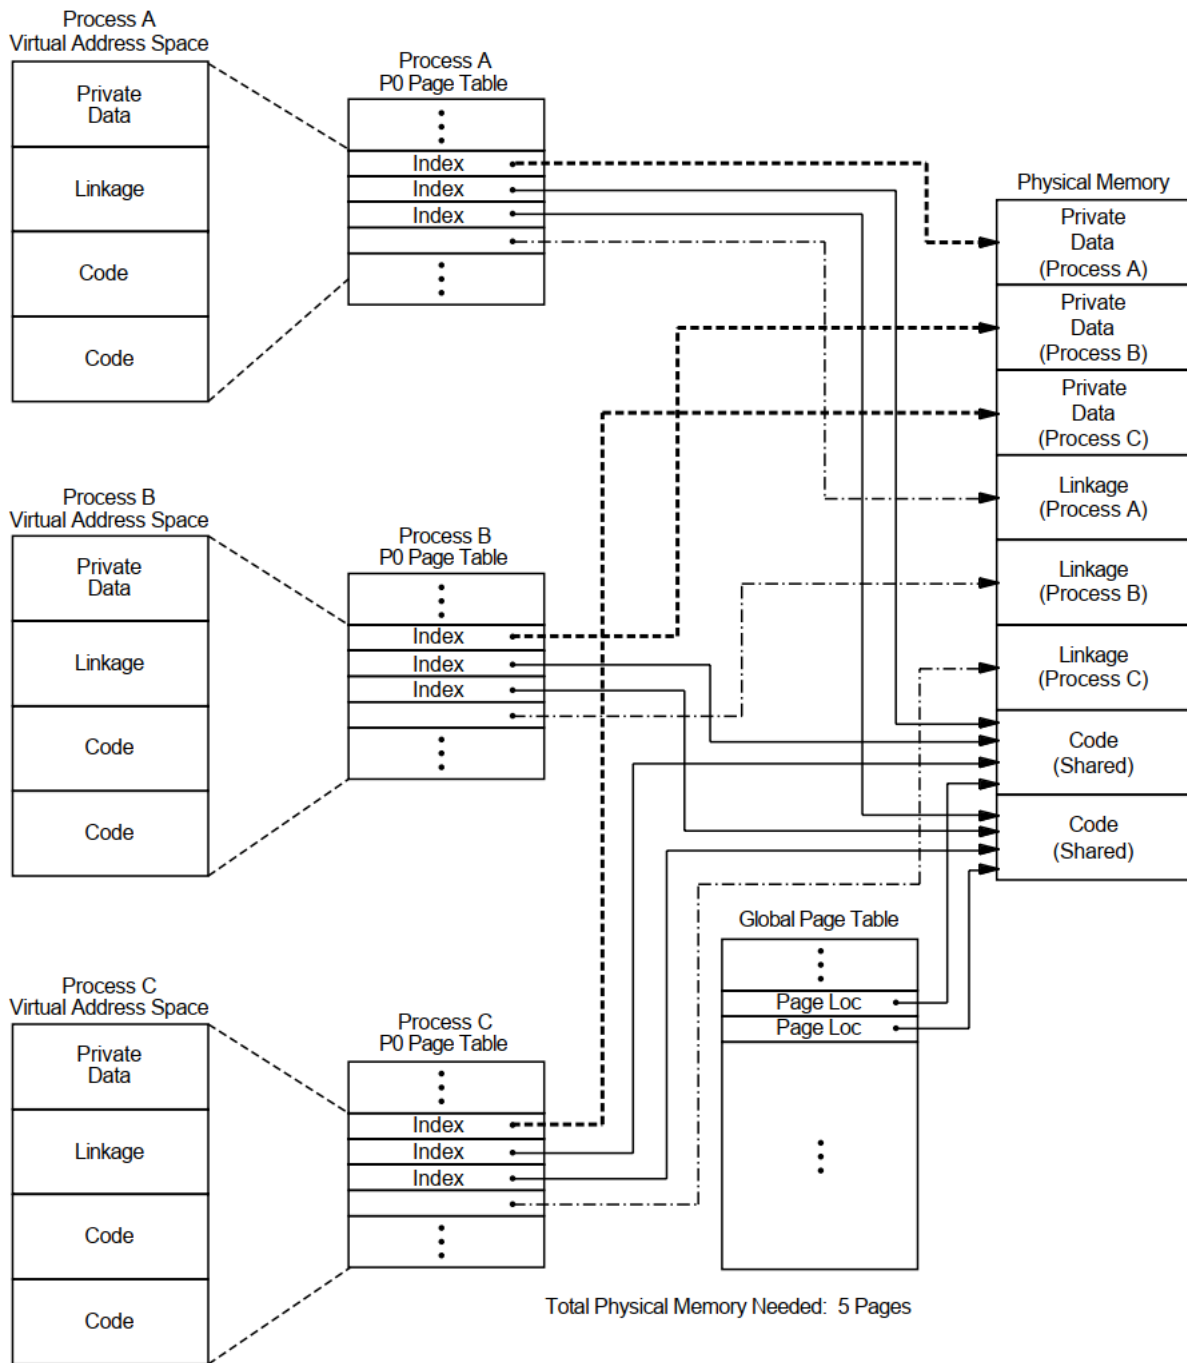 Process A
Virtual Address Space
Private
Data
Linkage
Code
Code
Process A
P0 Page Table
Index
Index
Index
Physical Memory
Private
Data
(Process A)
Private
Data
(Process B)
Private
Data
(Process C)
Linkage
(Process A)
Linkage
(Process B)
Linkage
(Process C)
Code
(Shared)
Code
(Shared)
Process B
Virtual Address Space
Private
Data
Linkage
Code
Code
Process B
P0 Page Table
Index
Index
Index
Process C
Virtual Address Space
Private
Data
Linkage
Code
Code
Process C
P0 Page Table
Index
Index
Index
Global Page Table
Page Loc
Page Loc
Total Physical Memory Needed: 5 Pages